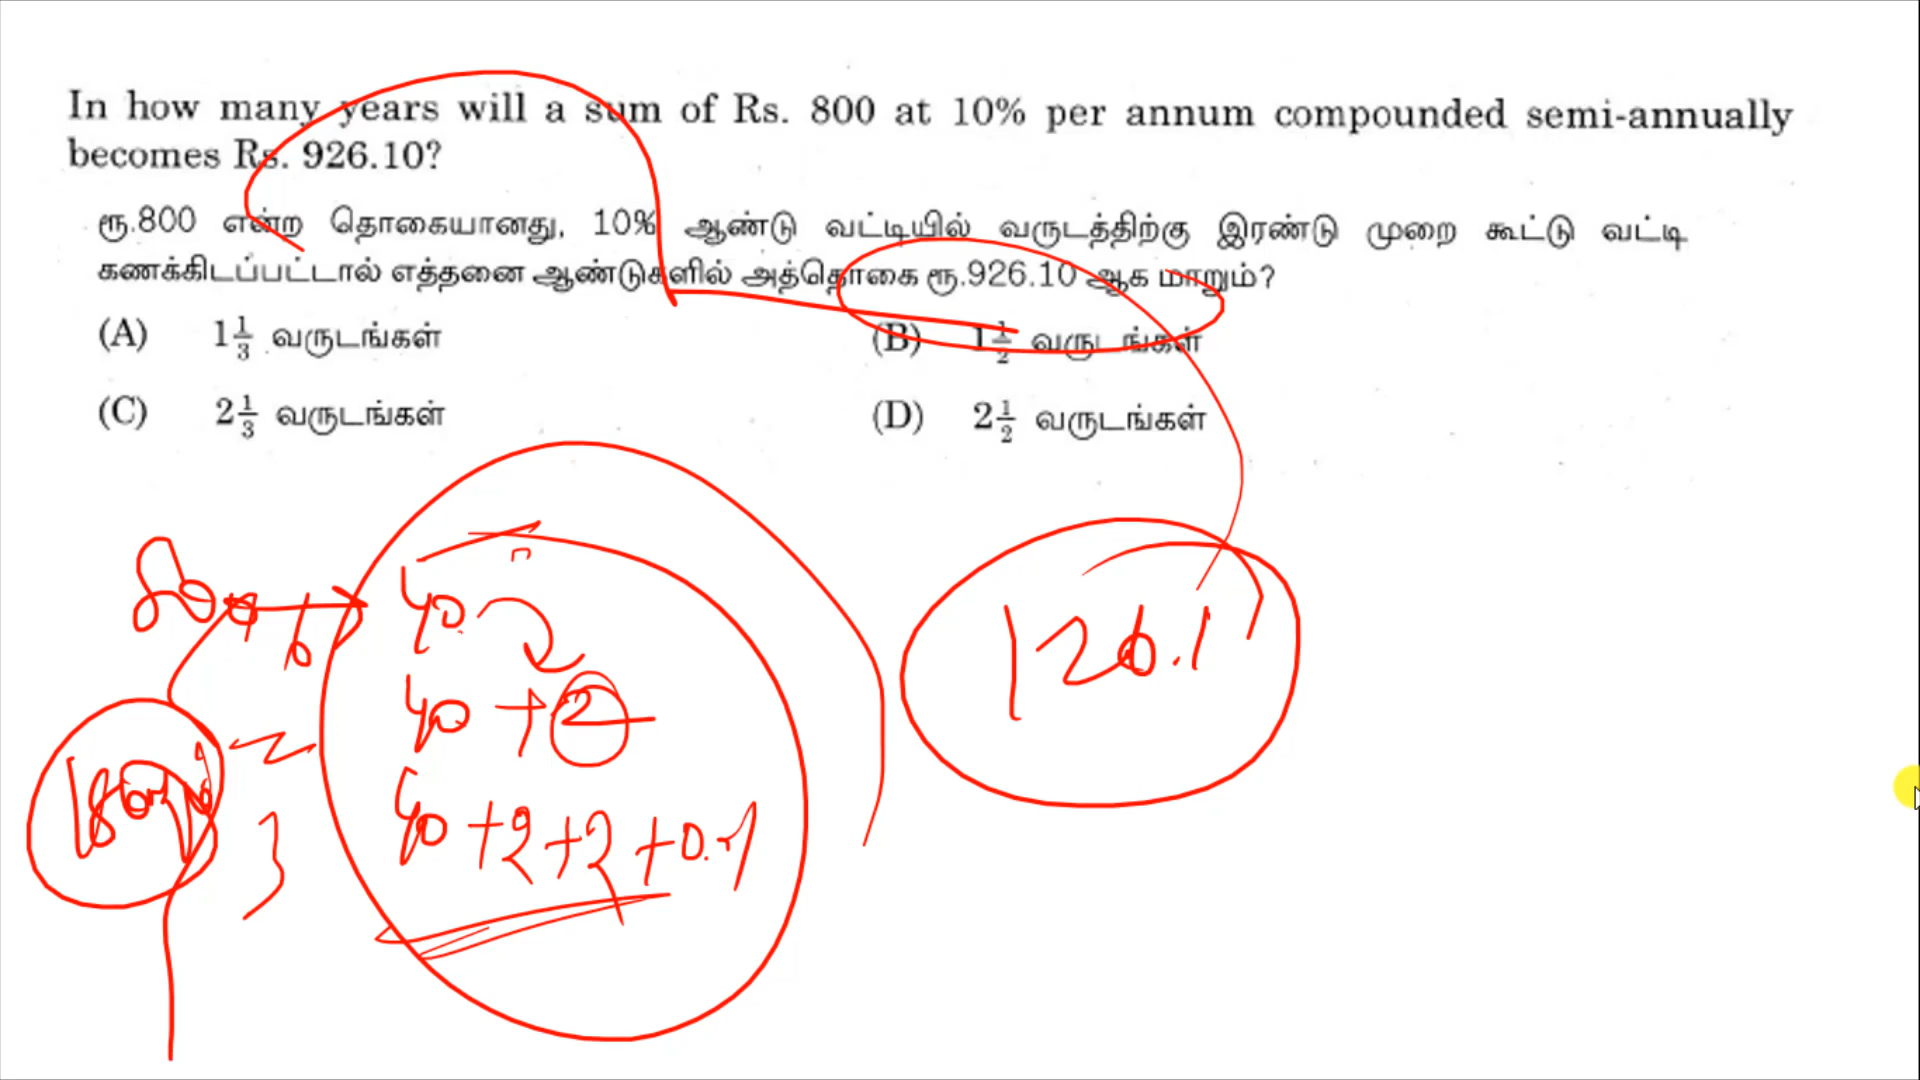 In how many years will a sum of Rs. 800 at 10% per annum compounded semi-annually
becomes Rs. 926.10?
ரூ.800 என்ற தொகையானது, 10% ஆண்டு வட்டியில் வருடத்திற்கு இரண்டு முறை கூட்டு வட்டி
கணக்கிடப்பட்டால் எத்தனை ஆண்டுகளில் அத்தொகை ரூ.926.10 ஆக மாறும்?
(A) 1 1/3 வருடங்கள் (B) 1 1/2 வருடங்கள்
(C) 2 1/3 வருடங்கள் (D) 2 1/2 வருடங்கள்
40
40 + 2
40 + 2 + 2 + 0.1
126.1